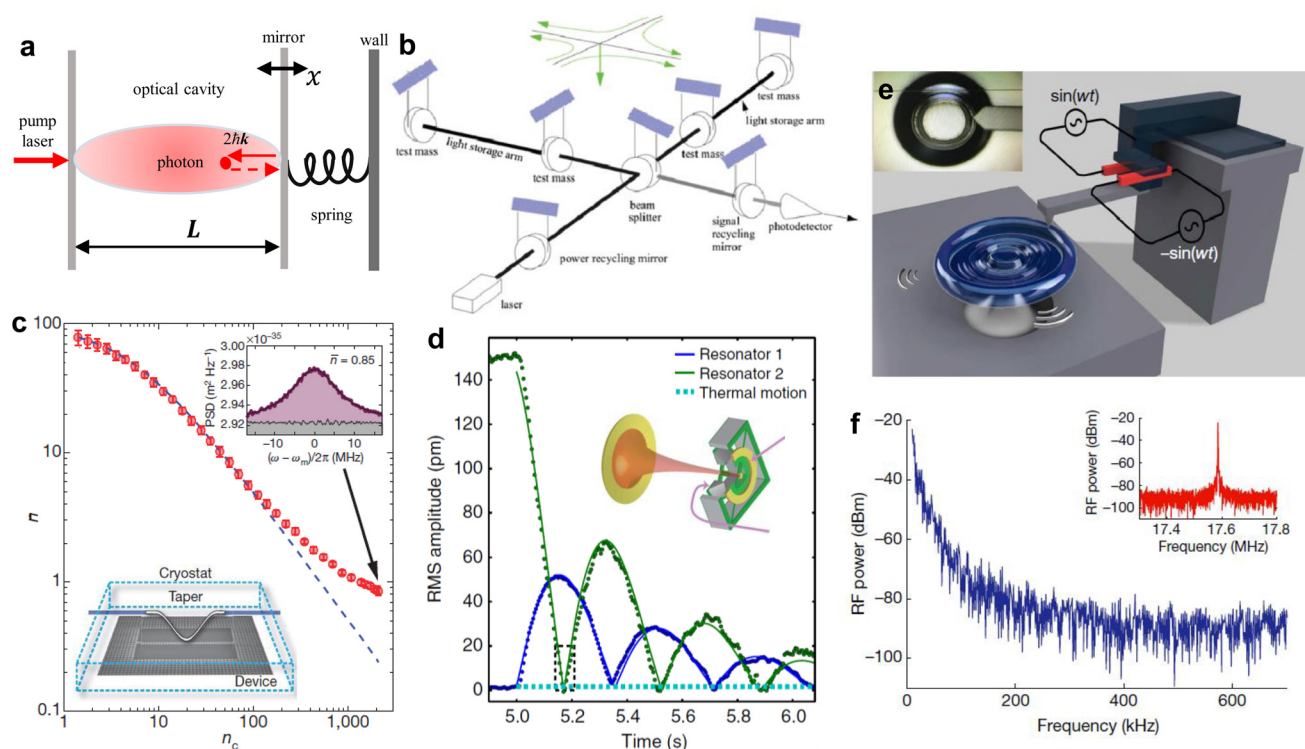 a
mirror
wall
x
optical cavity
pump
laser
2ħk
photon
spring
L
b
test mass
light storage arm
test mass
test mass
light storage arm
test mass
beam
splitter
signal
recycling
mirror
photodetector
power recycling mirror
laser
c
100
10
1
0.1
n
1
10
100
1,000
n_c
×10⁻³⁵
3.00
2.98
2.96
2.94
2.92
PSD (m² Hz⁻¹)
n̄ = 0.85
−10
0
10
(ω − ω_m)/2π (MHz)
Cryostat
Taper
Device
d
Resonator 1
Resonator 2
Thermal motion
140
120
100
80
60
40
20
0
RMS amplitude (pm)
5.0
5.2
5.4
5.6
5.8
6.0
Time (s)
e
sin(wt)
−sin(wt)
f
−20
−40
−60
−80
−100
RF power (dBm)
0
200
400
600
Frequency (kHz)
−20
−40
−60
−80
−100
RF power (dBm)
17.4
17.6
17.8
Frequency (MHz)